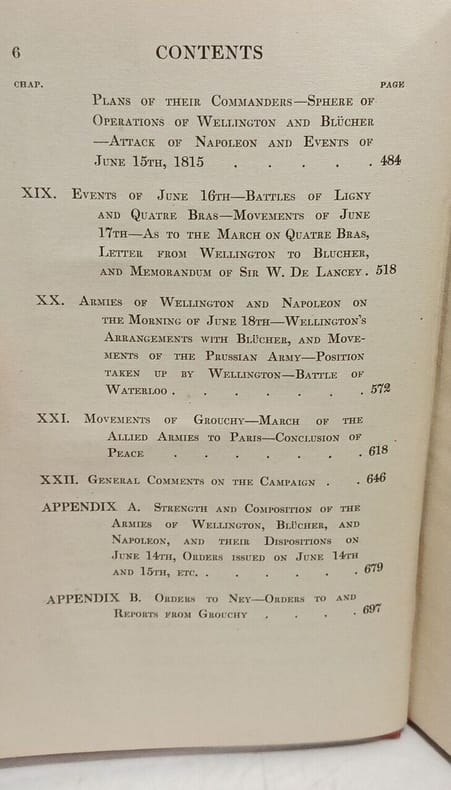 6 CONTENTS
CHAP. PAGE
Plans of their Commanders—Sphere of
Operations of Wellington and Blücher
—Attack of Napoleon and Events of
June 15th, 1815 . . . . . 484
XIX. Events of June 16th—Battles of Ligny
and Quatre Bras—Movements of June
17th—As to the March on Quatre Bras,
Letter from Wellington to Blucher,
and Memorandum of Sir W. De Lancey . 518
XX. Armies of Wellington and Napoleon on
the Morning of June 18th—Wellington's
Arrangements with Blücher, and Move-
ments of the Prussian Army—Position
taken up by Wellington—Battle of
Waterloo . . . . . . . 572
XXI. Movements of Grouchy—March of the
Allied Armies to Paris—Conclusion of
Peace . . . . . . . 618
XXII. General Comments on the Campaign . . 646
APPENDIX A. Strength and Composition of the
Armies of Wellington, Blücher, and
Napoleon, and their Dispositions on
June 14th, Orders issued on June 14th
and 15th, etc. . . . . . 679
APPENDIX B. Orders to Ney—Orders to and
Reports from Grouchy . . . . 697